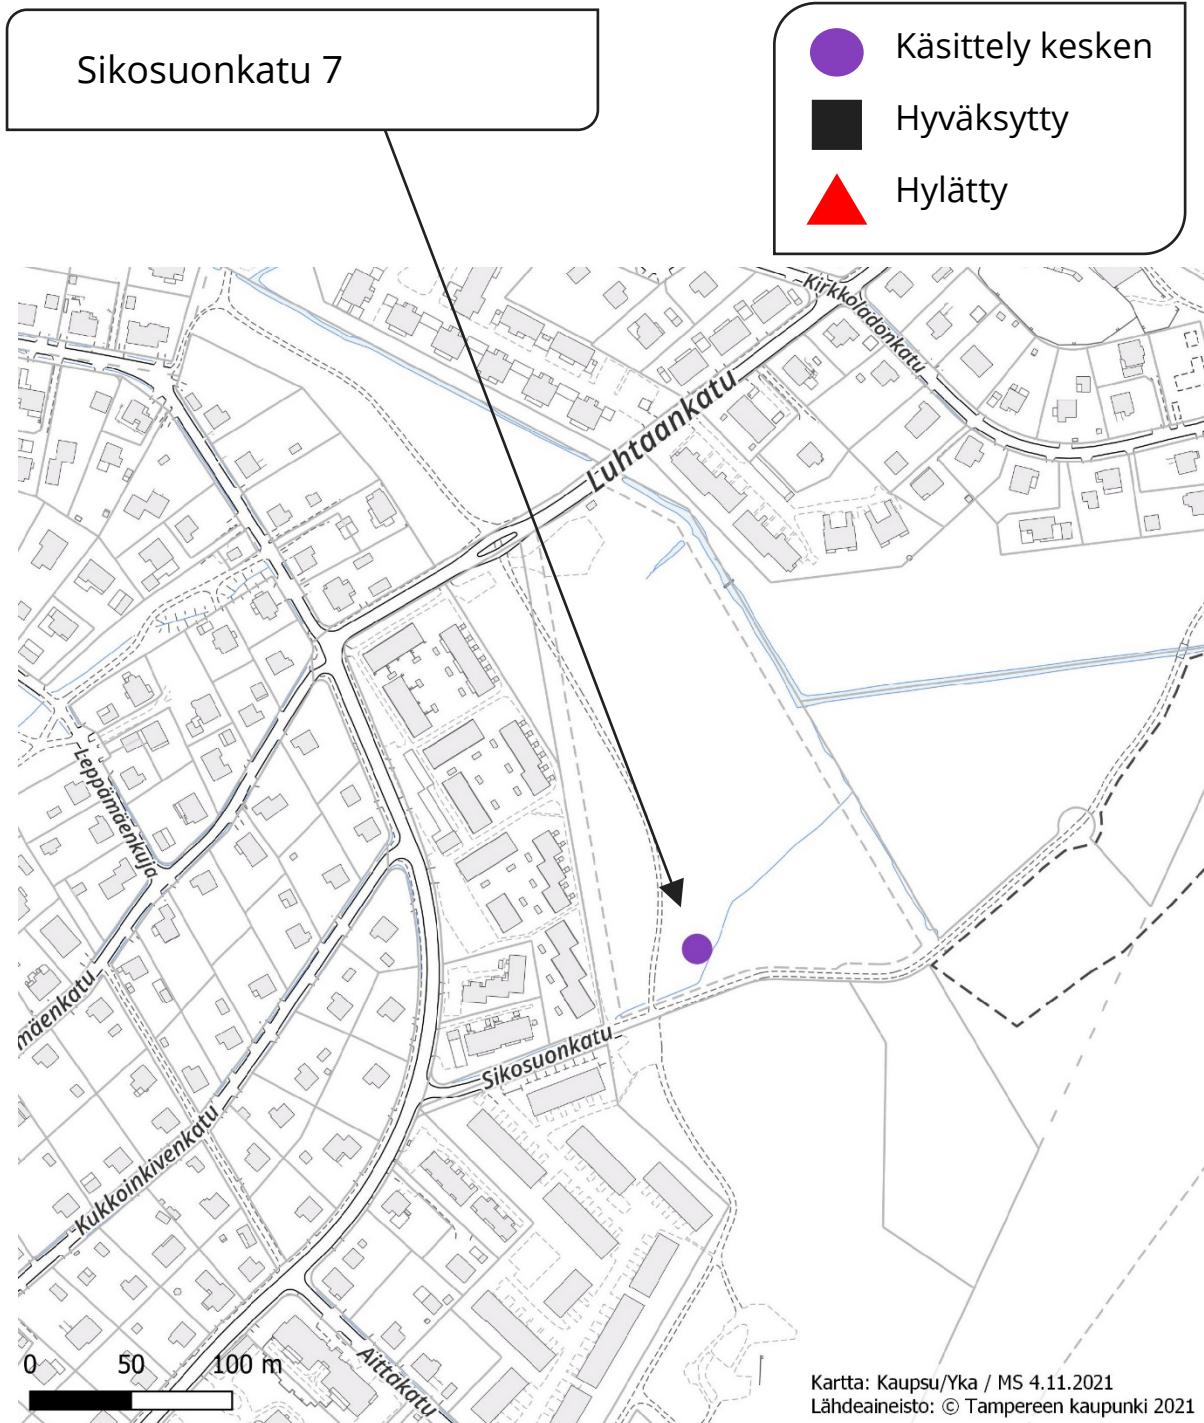 Sikosuonkatu 7
Käsittely kesken
Hyväksytty
Hylätty
Kirkkoladonkatu
Luhtaankatu
Leppämäenkuja
mäenkatu
Sikosuonkatu
Kukkoinkivenkatu
Aittakatu
0 50 100 m
Kartta: Kaupsu/Yka / MS 4.11.2021
Lähdeaineisto: © Tampereen kaupunki 2021